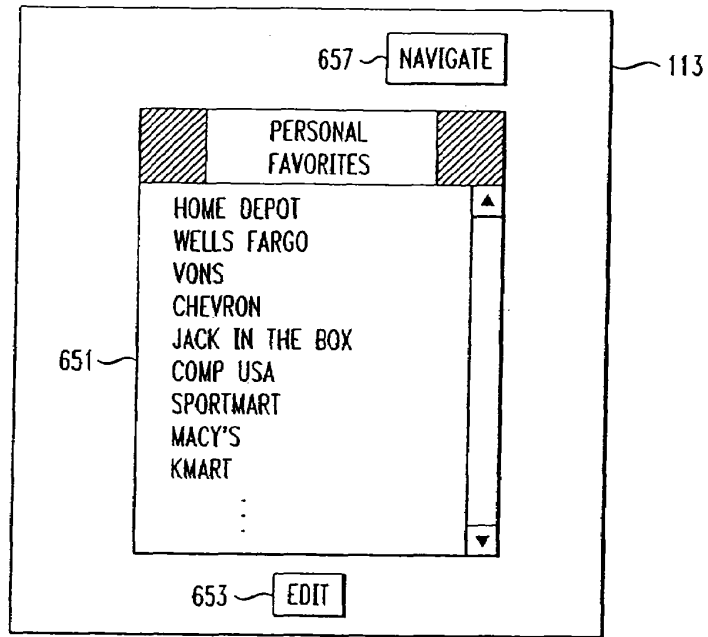 657 NAVIGATE 113
PERSONAL
FAVORITES
HOME DEPOT
WELLS FARGO
VONS
CHEVRON
JACK IN THE BOX
651
COMP USA
SPORTMART
MACY'S
KMART
653 EDIT